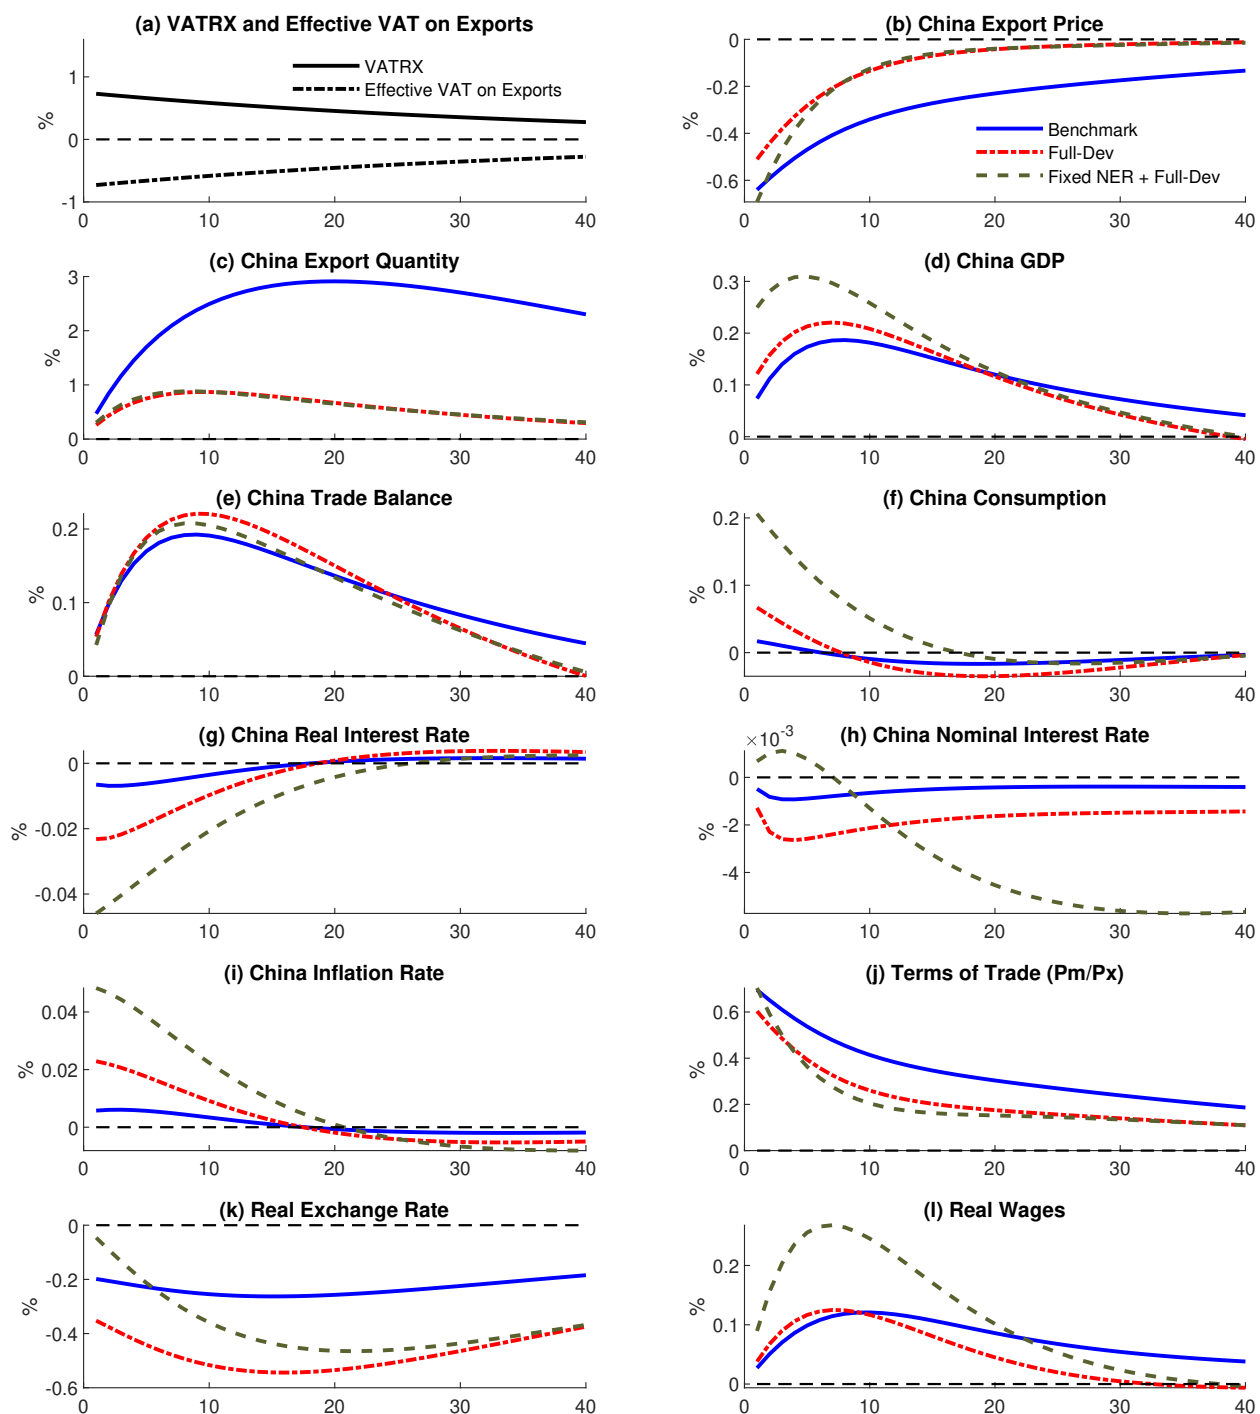 (a) VATRX and Effective VAT on Exports
%
1
0
-1
VATRX
Effective VAT on Exports
0 10 20 30 40
(b) China Export Price
%
0
-0.2
-0.4
-0.6
Benchmark
Full-Dev
Fixed NER + Full-Dev
0 10 20 30 40
(c) China Export Quantity
%
3
2
1
0
0 10 20 30 40
(d) China GDP
%
0.3
0.2
0.1
0
0 10 20 30 40
(e) China Trade Balance
%
0.2
0.1
0
0 10 20 30 40
(f) China Consumption
%
0.2
0.1
0
0 10 20 30 40
(g) China Real Interest Rate
%
0
-0.02
-0.04
0 10 20 30 40
(h) China Nominal Interest Rate
×10-3
%
0
-2
-4
0 10 20 30 40
(i) China Inflation Rate
%
0.04
0.02
0
0 10 20 30 40
(j) Terms of Trade (Pm/Px)
%
0.6
0.4
0.2
0
0 10 20 30 40
(k) Real Exchange Rate
%
0
-0.2
-0.4
-0.6
0 10 20 30 40
(l) Real Wages
%
0.2
0.1
0
0 10 20 30 40